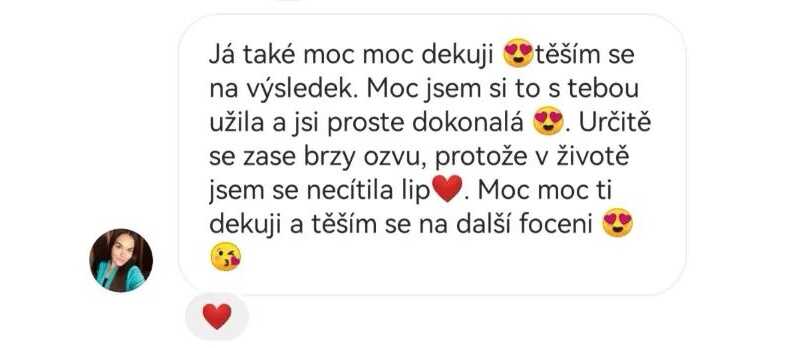 Já také moc moc dekuji 😍těším se
na výsledek. Moc jsem si to s tebou
užila a jsi proste dokonalá 😍. Určitě
se zase brzy ozvu, protože v životě
jsem se necítila lip❤️. Moc moc ti
dekuji a těším se na další foceni 😍
😘
❤️